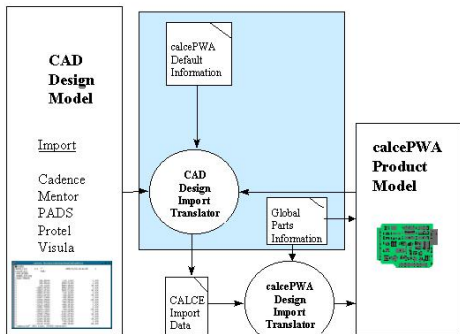 CAD
Design
Model
Import
Cadence
Mentor
PADS
Protel
Visula
calcePWA
Default
Information
CAD
Design
Import
Translator
Global
Parts
Information
CALCE
Import
Data
calcePWA
Design
Import
Translator
calcePWA
Product
Model